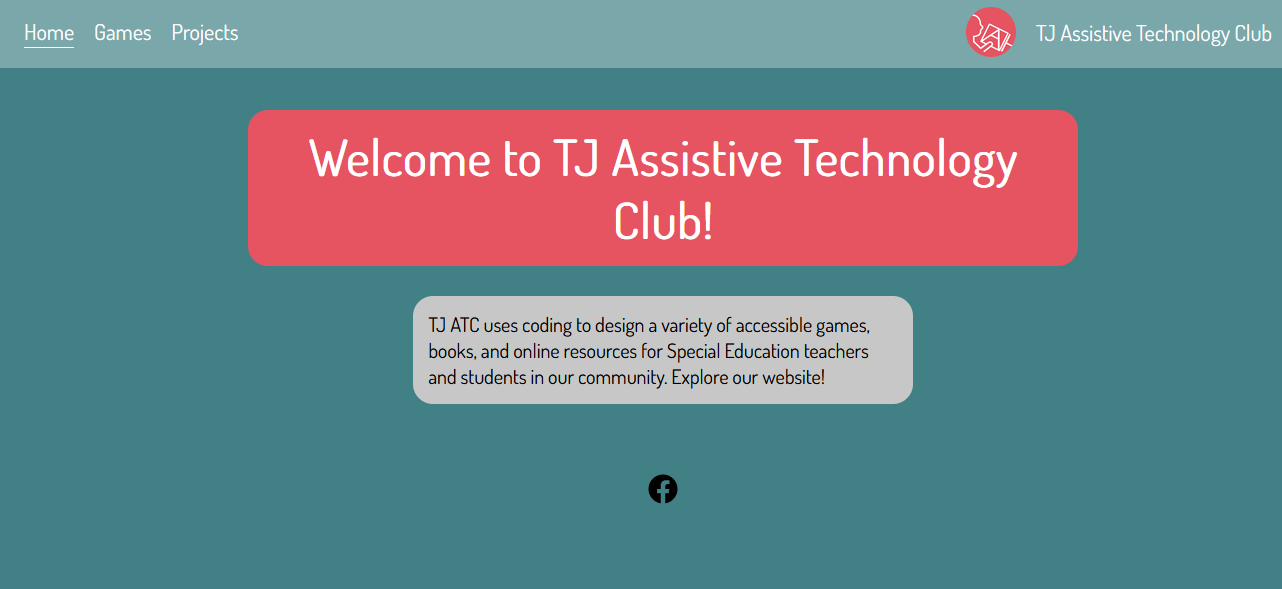 Home Games Projects TJ Assistive Technology Club
Welcome to TJ Assistive Technology
Club!
TJ ATC uses coding to design a variety of accessible games,
books, and online resources for Special Education teachers
and students in our community. Explore our website!